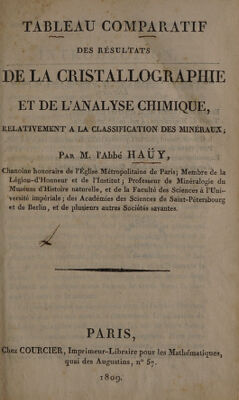 TABLEAU COMPARATIF
DES RÉSULTATS
DE LA CRISTALLOGRAPHIE
ET DE L'ANALYSE CHIMIQUE,
RELATIVEMENT A LA CLASSIFICATION DES MINÉRAUX;
PAR M. l'Abbé HAÜY,
Chanoine honoraire de l'Église Métropolitaine de Paris; Membre de la
Légion-d'Honneur et de l'Institut; Professeur de Minéralogie du
Muséum d'Histoire naturelle, et de la Faculté des Sciences à l'Uni-
versité impériale; des Académies des Sciences de Saint-Pétersbourg
et de Berlin, et de plusieurs autres Sociétés savantes.
PARIS,
Chez COURCIER, Imprimeur-Libraire pour les Mathématiques,
quai des Augustins, n° 57.
1809.